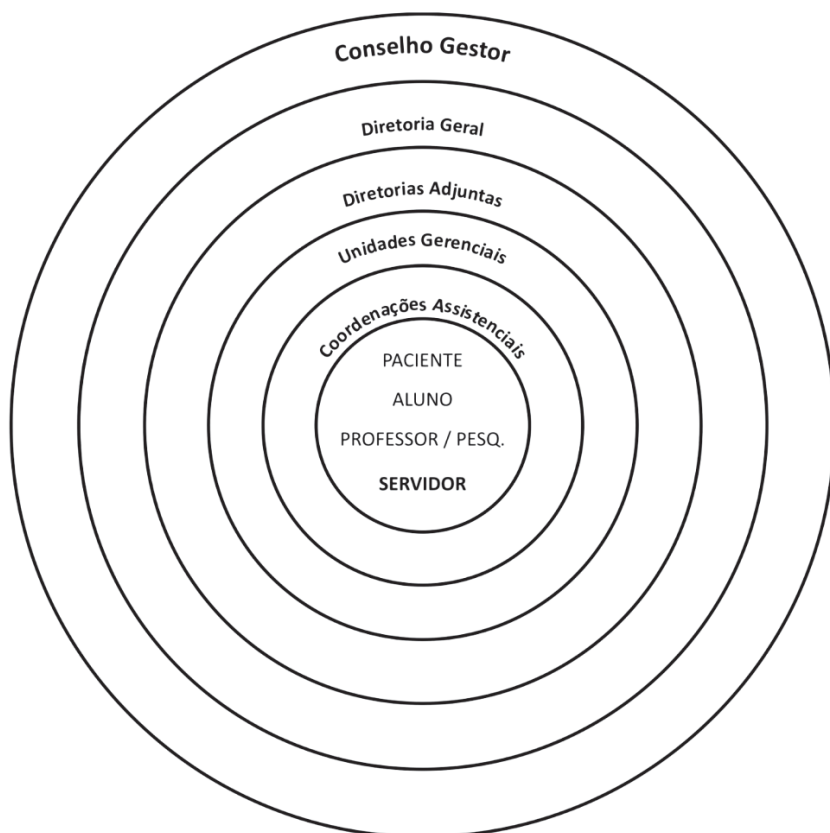 Conselho Gestor
Diretoria Geral
Diretorias Adjuntas
Unidades Gerenciais
Coordenações Assistenciais
PACIENTE
ALUNO
PROFESSOR / PESQ.
SERVIDOR